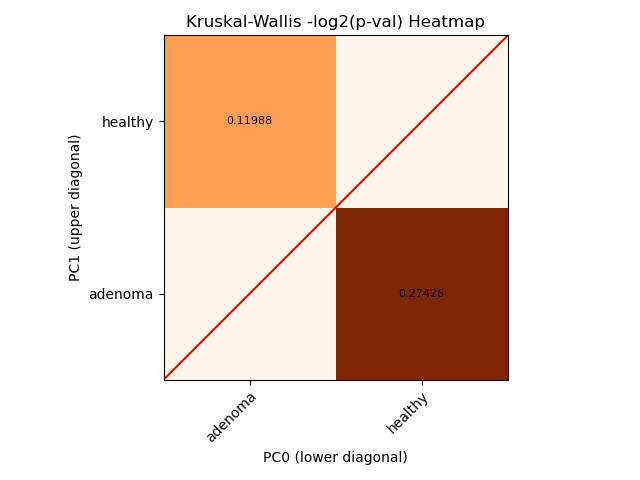 Kruskal-Wallis -log2(p-val) Heatmap
healthy
0.11988
PC1 (upper diagonal)
adenoma
0.27426
adenoma
healthy
PC0 (lower diagonal)